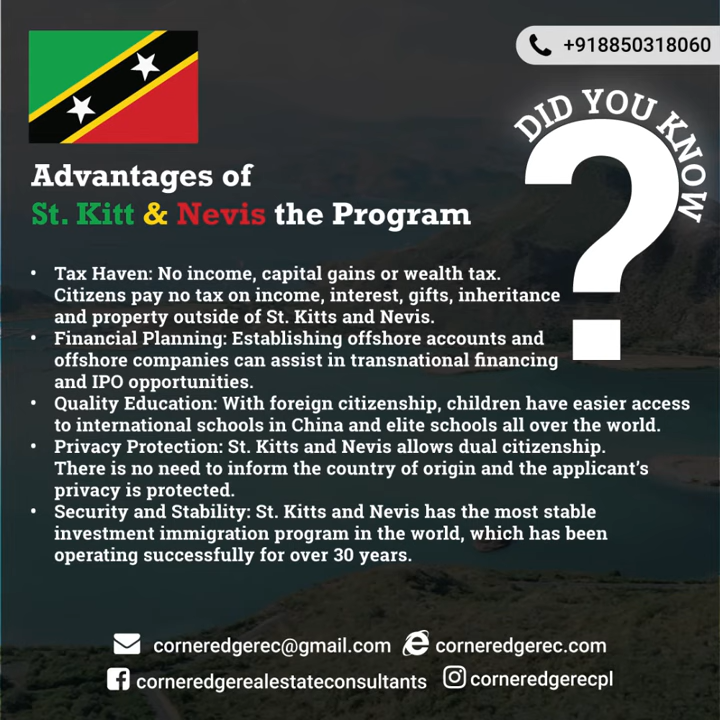 +918850318060
DID YOU KNOW
?
Advantages of
St. Kitt & Nevis the Program
• Tax Haven: No income, capital gains or wealth tax.
Citizens pay no tax on income, interest, gifts, inheritance
and property outside of St. Kitts and Nevis.
• Financial Planning: Establishing offshore accounts and
offshore companies can assist in transnational financing
and IPO opportunities.
• Quality Education: With foreign citizenship, children have easier access
to international schools in China and elite schools all over the world.
• Privacy Protection: St. Kitts and Nevis allows dual citizenship.
There is no need to inform the country of origin and the applicant's
privacy is protected.
• Security and Stability: St. Kitts and Nevis has the most stable
investment immigration program in the world, which has been
operating successfully for over 30 years.
corneredgerec@gmail.com corneredgerec.com
corneredgerealestateconsultants corneredgerecpl